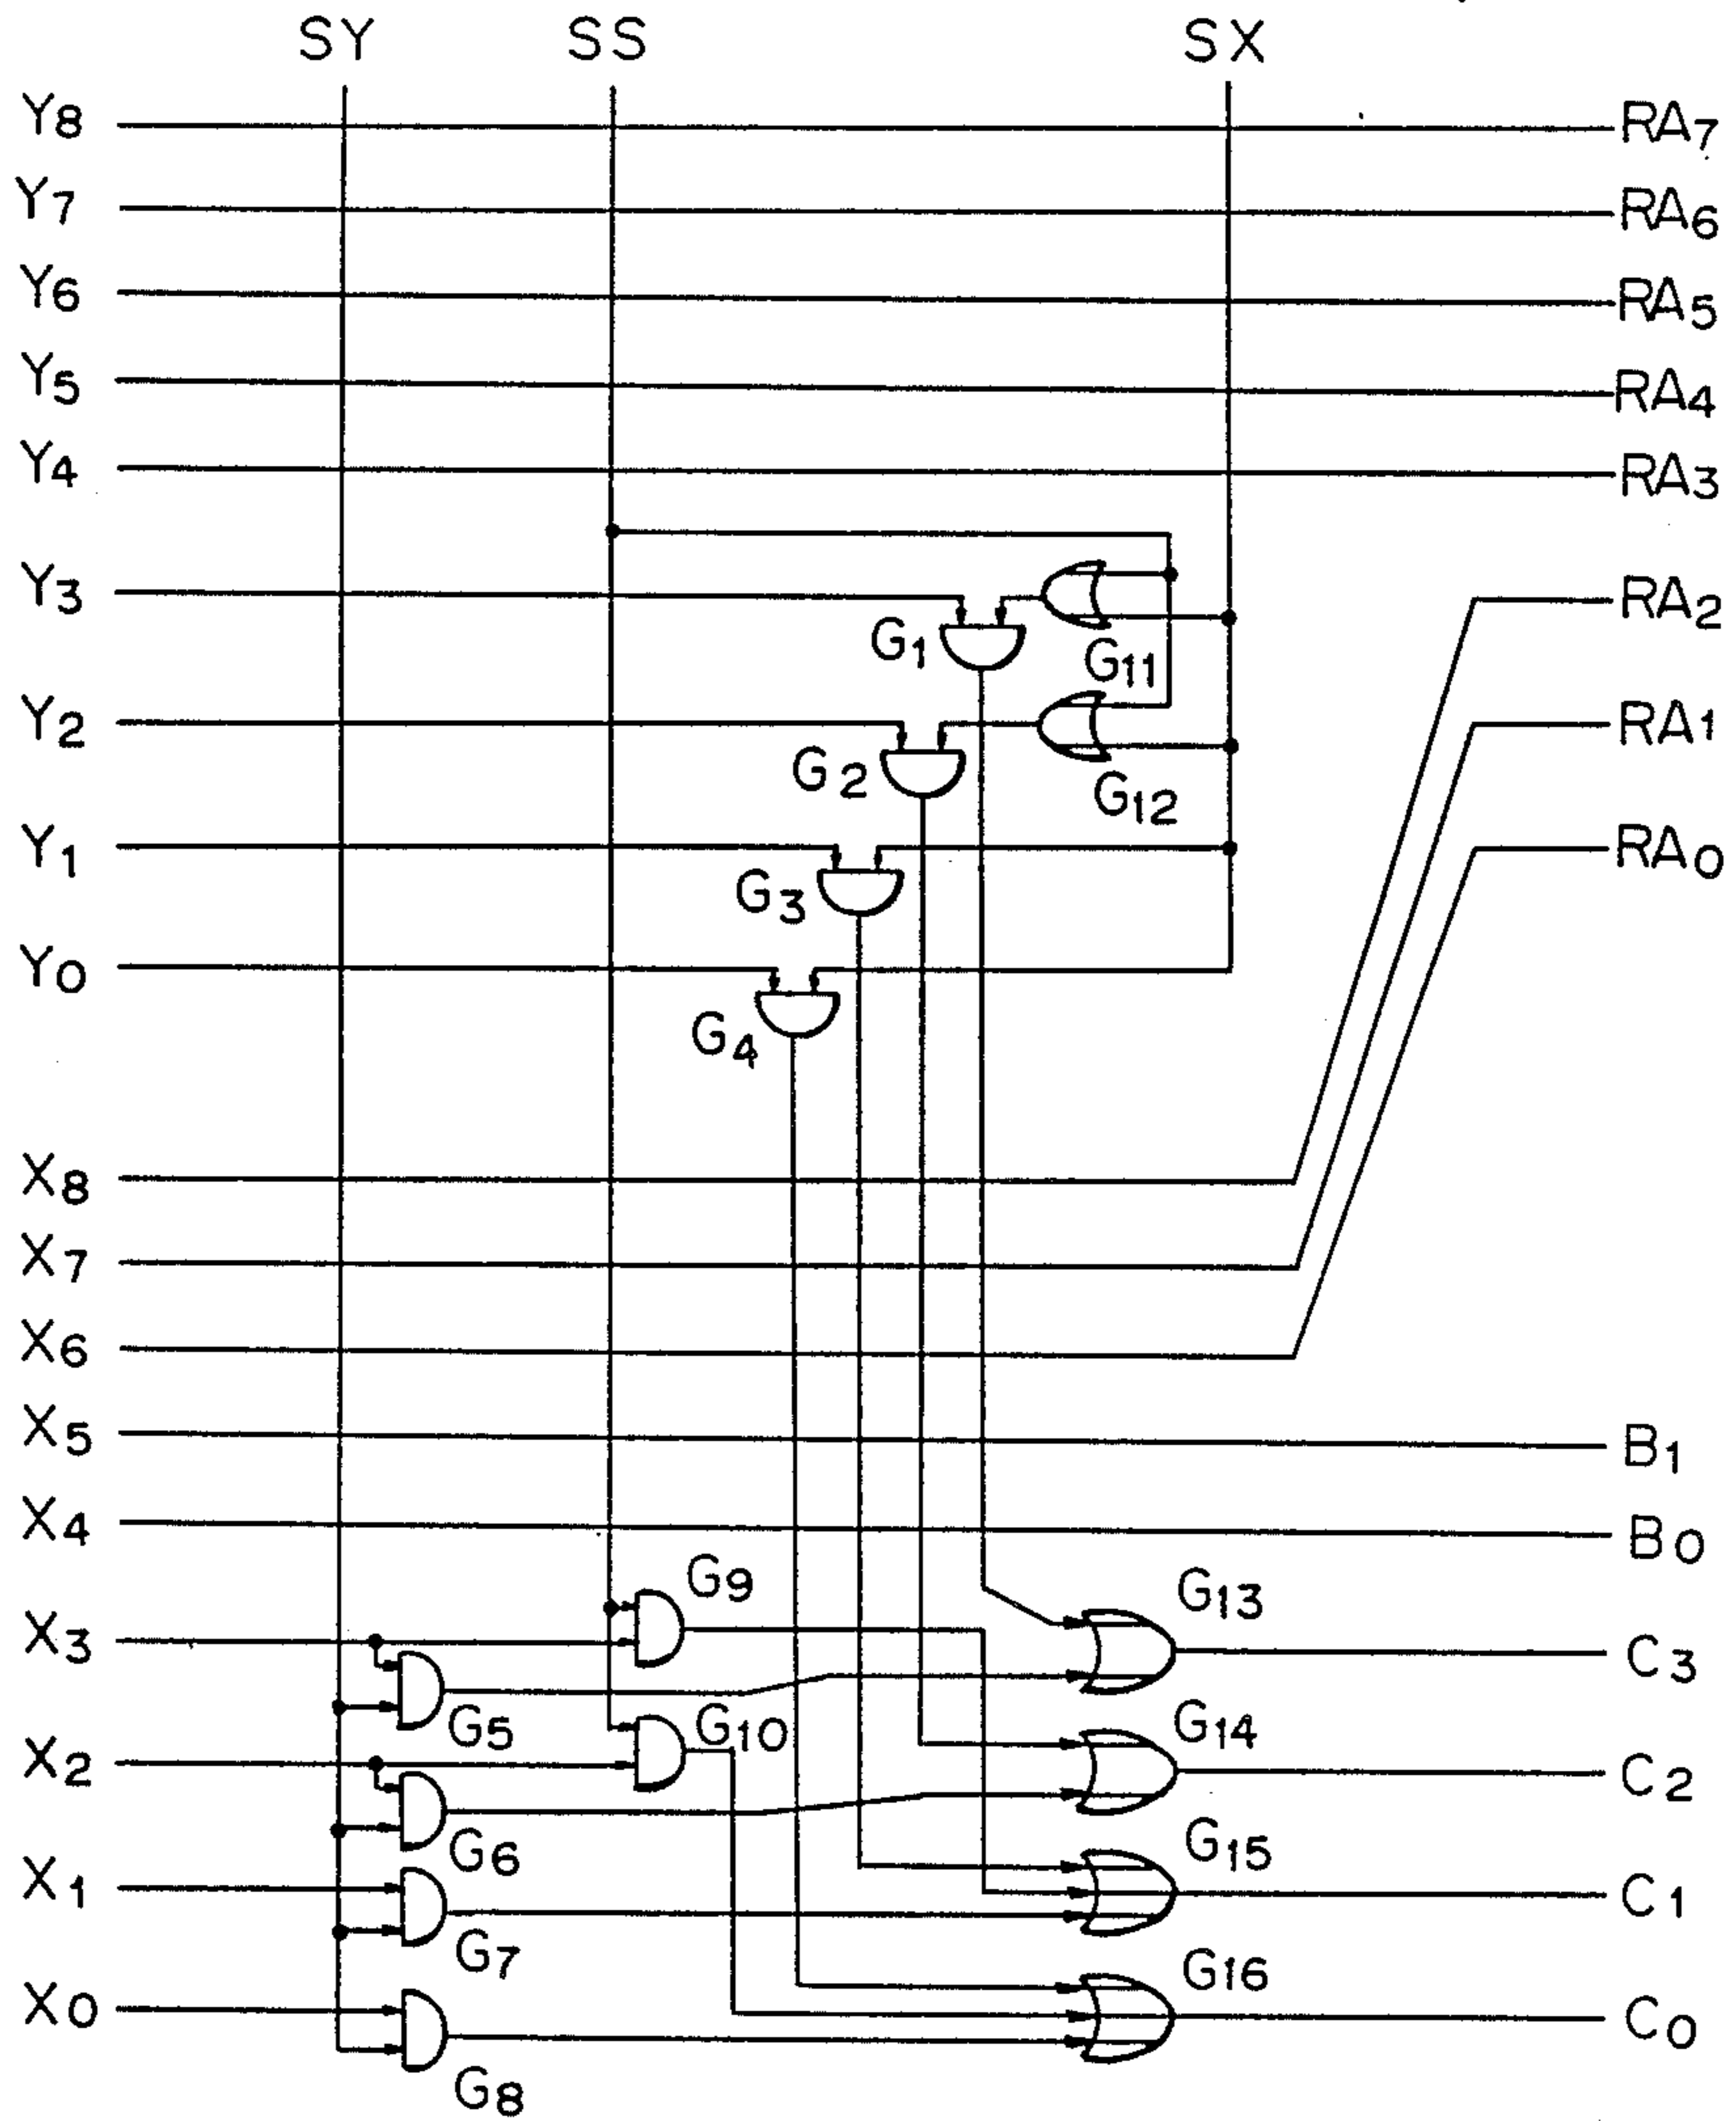 SY SS SX
Y8 RA7
Y7 RA6
Y6 RA5
Y5 RA4
Y4 RA3
Y3 G1 G11 RA2
Y2 G2 G12 RA1
Y1 G3 RA0
Y0 G4
X8
X7
X6
X5 B1
X4 B0
G9 G13
X3 C3
G5 G10 G14
X2 C2
G6 G15
X1 C1
G7 G16
X0 C0
G8